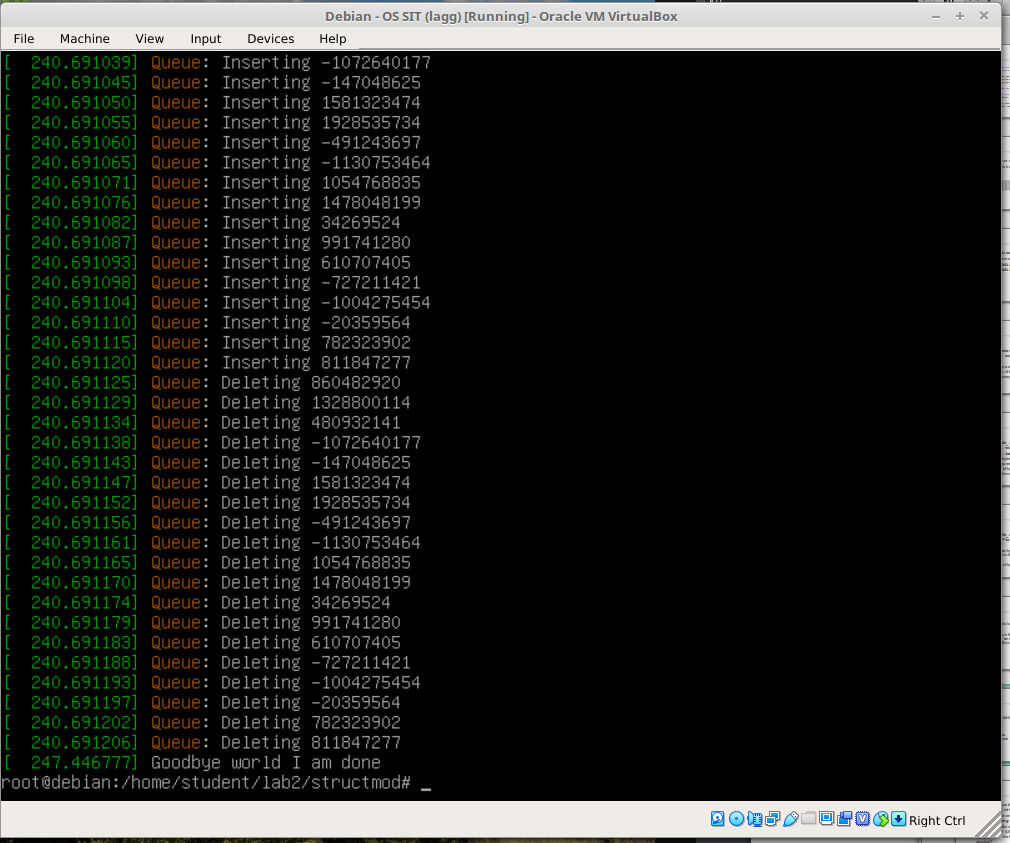 Debian - OS SIT (lagg) [Running] - Oracle VM VirtualBox
File Machine View Input Devices Help
[  240.691039] Queue: Inserting -1072640177
[  240.691045] Queue: Inserting -147048625
[  240.691050] Queue: Inserting 1581323474
[  240.691055] Queue: Inserting 1928535734
[  240.691060] Queue: Inserting -491243697
[  240.691065] Queue: Inserting -1130753464
[  240.691071] Queue: Inserting 1054768835
[  240.691076] Queue: Inserting 1478048199
[  240.691082] Queue: Inserting 34269524
[  240.691087] Queue: Inserting 991741280
[  240.691093] Queue: Inserting 610707405
[  240.691098] Queue: Inserting -727211421
[  240.691104] Queue: Inserting -1004275454
[  240.691110] Queue: Inserting -20359564
[  240.691115] Queue: Inserting 782323902
[  240.691120] Queue: Inserting 811847277
[  240.691125] Queue: Deleting 860482920
[  240.691129] Queue: Deleting 1328800114
[  240.691134] Queue: Deleting 480932141
[  240.691138] Queue: Deleting -1072640177
[  240.691143] Queue: Deleting -147048625
[  240.691147] Queue: Deleting 1581323474
[  240.691152] Queue: Deleting 1928535734
[  240.691156] Queue: Deleting -491243697
[  240.691161] Queue: Deleting -1130753464
[  240.691165] Queue: Deleting 1054768835
[  240.691170] Queue: Deleting 1478048199
[  240.691174] Queue: Deleting 34269524
[  240.691179] Queue: Deleting 991741280
[  240.691183] Queue: Deleting 610707405
[  240.691188] Queue: Deleting -727211421
[  240.691193] Queue: Deleting -1004275454
[  240.691197] Queue: Deleting -20359564
[  240.691202] Queue: Deleting 782323902
[  240.691206] Queue: Deleting 811847277
[  247.446777] Goodbye world I am done
root@debian:/home/student/lab2/structmod# _
Right Ctrl